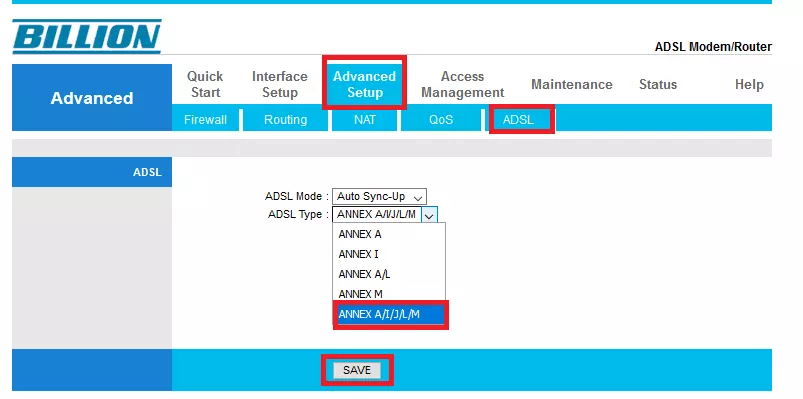 BILLION
ADSL Modem/Router
Advanced
Quick Start
Interface Setup
Advanced Setup
Access Management
Maintenance
Status
Help
Firewall
Routing
NAT
QoS
ADSL
ADSL
ADSL Mode : Auto Sync-Up
ADSL Type : ANNEX A/I/J/L/M
ANNEX A
ANNEX I
ANNEX A/L
ANNEX M
ANNEX A/I/J/L/M
SAVE